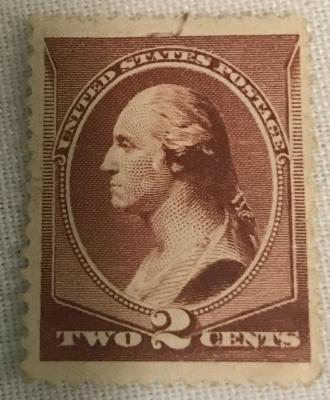 UNITED STATES POSTAGE
TWO 2 CENTS